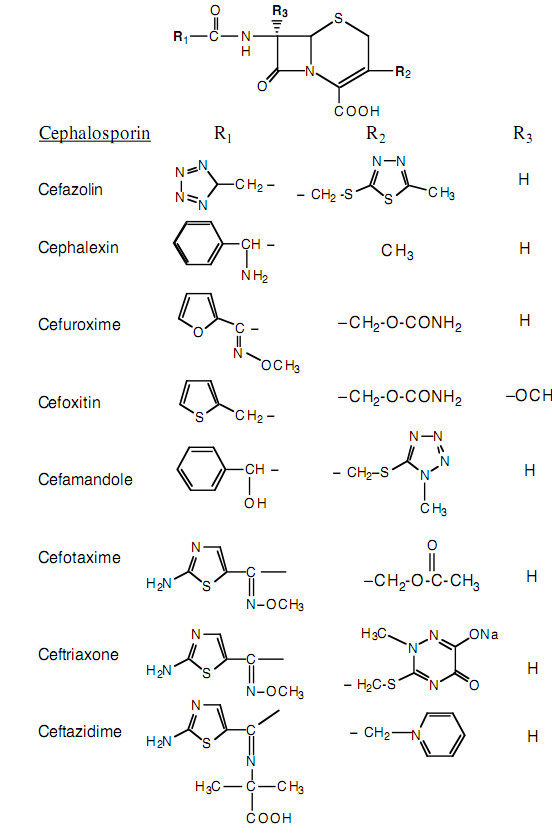 O R3 S
R1 C N
H
O N R2
COOH
Cephalosporin R1 R2 R3
Cefazolin N N N N CH2 – – CH2 -S N N S CH3 H
Cephalexin CH – NH2 CH3 H
Cefuroxime O C – N OCH3 –CH2-O-CONH2 H
Cefoxitin S CH2 – –CH2-O-CONH2 –OCH
Cefamandole CH – OH – CH2–S N N N N CH3 H
Cefotaxime N H2N S C N–OCH3 –CH2-O-C-CH3 O H
Ceftriaxone N H2N S C N–OCH3 – H2C-S H3C N N ONa N O H
Ceftazidime N H2N S C N H3C–C–CH3 COOH – CH2–N H